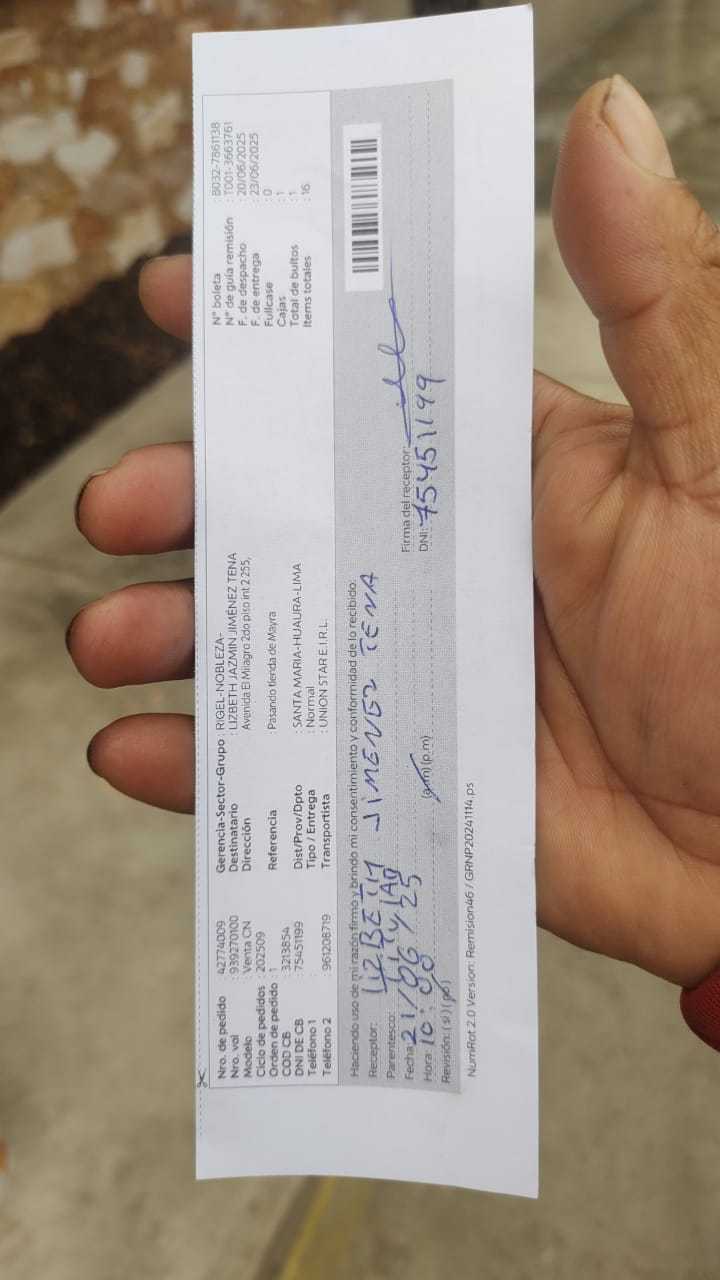 Nro. de pedido : 42774009
Nro. vol : 939270100
Modelo : Venta CN
Ciclo de pedidos : 202509
Orden de pedido : 1
COD CB : 3213854
DNI DE CB : 75451199
Teléfono 1 :
Teléfono 2 : 961208719
Gerencia-Sector-Grupo : RIGEL-NOBLEZA-
Destinatario : LIZBETH JAZMIN JIMÉNEZ TENA
Dirección : Avenida El Milagro 2do piso int 2 255,
Referencia : Pasando tienda de Mayra
Dist/Prov/Dpto : SANTA MARIA-HUAURA-LIMA
Tipo / Entrega : Normal
Transportista : UNION STAR E.I.R.L.
N° boleta : B032-7861138
N° de guía remisión : T001-3663761
F. de despacho : 20/06/2025
F. de entrega : 23/06/2025
Fullcase : 0
Cajas : 1
Total de bultos : 1
Items totales : 16
Haciendo uso de mi razón firmo y brindo mi consentimiento y conformidad de lo recibido:
Receptor: LIZBETH JIMENEZ TENA
Parentesco:
Fecha: 21/06/25
Hora: 10:00 (a.m) (p.m)
Revisión: (si) (no)
Firma del receptor:
DNI: 75451199
NumRot 2.0 Version: Remision46 / GRNP20241114.ps